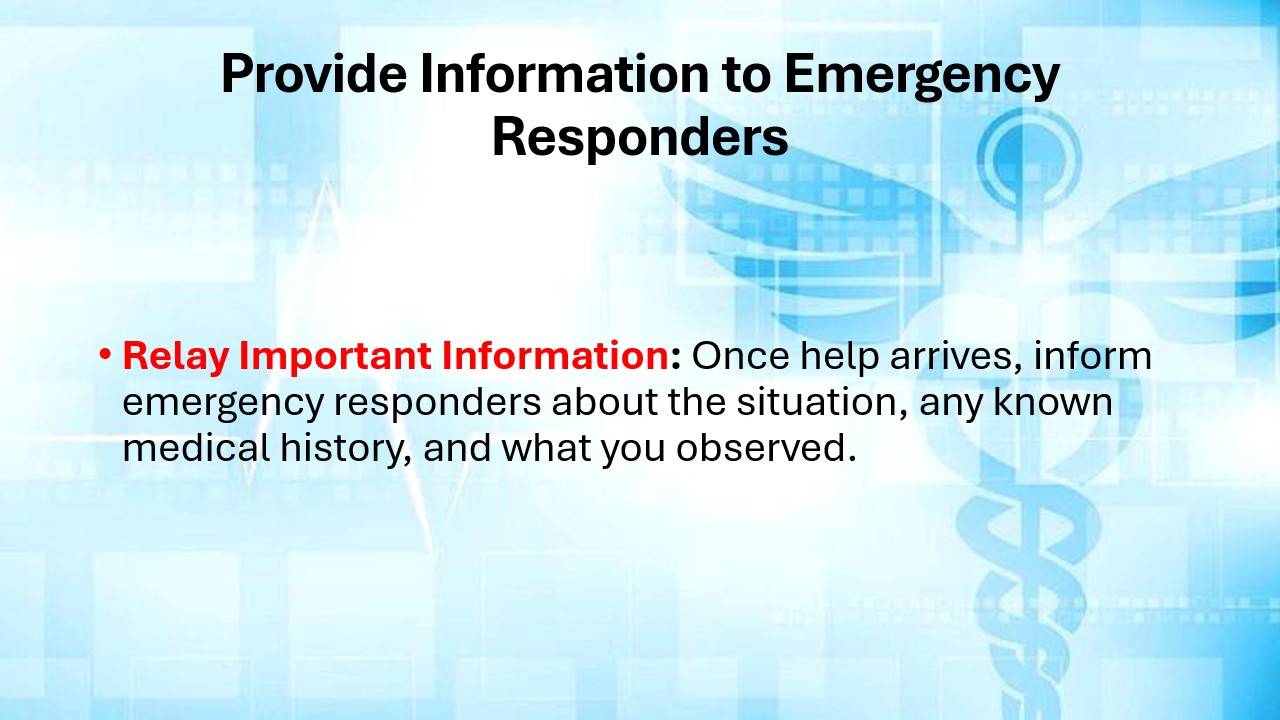 Provide Information to Emergency
Responders
• Relay Important Information: Once help arrives, inform
emergency responders about the situation, any known
medical history, and what you observed.